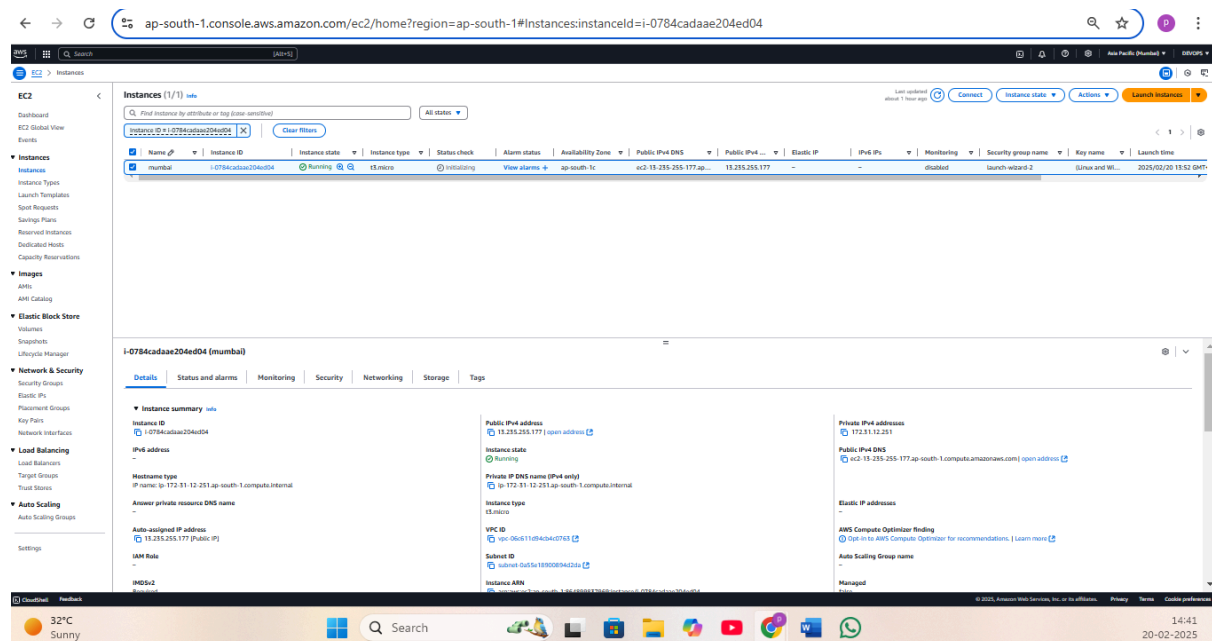 ap-south-1.console.aws.amazon.com/ec2/home?region=ap-south-1#Instances:instanceId=i-0784cadaae204ed04
p
aws
Search
[Alt+S]
Asia Pacific (Mumbai)
DEVOPS
EC2 > Instances
EC2
Dashboard
EC2 Global View
Events
Instances
Instances
Instance Types
Launch Templates
Spot Requests
Savings Plans
Reserved Instances
Dedicated Hosts
Capacity Reservations
Images
AMIs
AMI Catalog
Elastic Block Store
Volumes
Snapshots
Lifecycle Manager
Network & Security
Security Groups
Elastic IPs
Placement Groups
Key Pairs
Network Interfaces
Load Balancing
Load Balancers
Target Groups
Trust Stores
Auto Scaling
Auto Scaling Groups
Settings
Instances (1/1) Info
Last updated
about 1 hour ago
Connect
Instance state
Actions
Launch instances
Find Instance by attribute or tag (case-sensitive)
All states
Instance ID = i-0784cadaae204ed04
Clear filters
1
Name Instance ID Instance state Instance type Status check Alarm status Availability Zone Public IPv4 DNS Public IPv4 ... Elastic IP IPv6 IPs Monitoring Security group name Key name Launch time
mumbai i-0784cadaae204ed04 Running t3.micro Initializing View alarms + ap-south-1c ec2-13-235-255-177.ap... 13.235.255.177 – – disabled launch-wizard-2 (Linux and Wi... 2025/02/20 13:52 GMT+
i-0784cadaae204ed04 (mumbai)
Details Status and alarms Monitoring Security Networking Storage Tags
Instance summary Info
Instance ID
i-0784cadaae204ed04
Public IPv4 address
13.235.255.177 | open address
Private IPv4 addresses
172.31.12.251
IPv6 address
–
Instance state
Running
Public IPv4 DNS
ec2-13-235-255-177.ap-south-1.compute.amazonaws.com | open address
Hostname type
IP name: ip-172-31-12-251.ap-south-1.compute.internal
Private IP DNS name (IPv4 only)
ip-172-31-12-251.ap-south-1.compute.internal
Answer private resource DNS name
–
Instance type
t3.micro
Elastic IP addresses
–
Auto-assigned IP address
13.235.255.177 [Public IP]
VPC ID
vpc-06c611d94cb4c0763
AWS Compute Optimizer finding
Opt-in to AWS Compute Optimizer for recommendations. | Learn more
IAM Role
–
Subnet ID
subnet-0a55e18900894d2da
Auto Scaling Group name
–
IMDSv2
Required
Instance ARN
Managed
false
CloudShell Feedback
© 2025, Amazon Web Services, Inc. or its affiliates. Privacy Terms Cookie preferences
32°C
Sunny
Search
14:41
20-02-2025